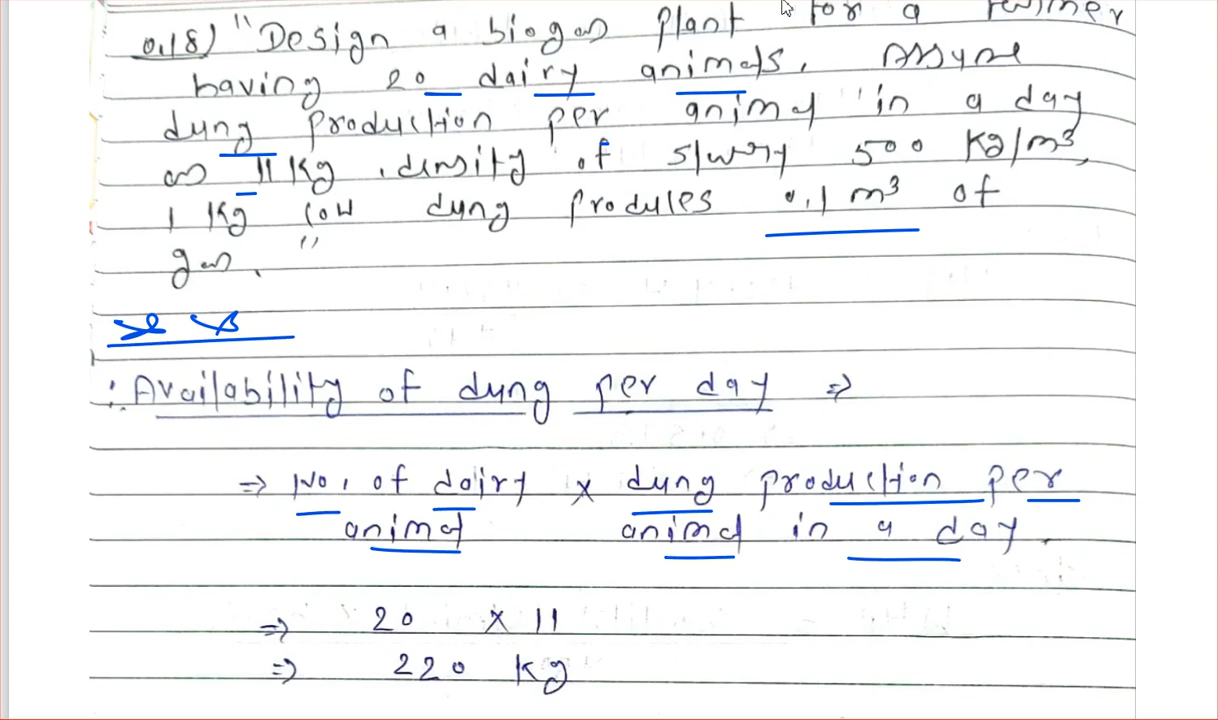 Q.18) "Design a biogas plant for a farmer
having 20 dairy animals. Assume
dung production per animal in a day
as 11 Kg, density of slurry 500 Kg/m³,
1 Kg cow dung produces 0.1 m³ of
gas."
∴ Availability of dung per day ⇒
⇒ No. of dairy × dung production per
animal animal in a day.
⇒ 20 × 11
⇒ 220 Kg